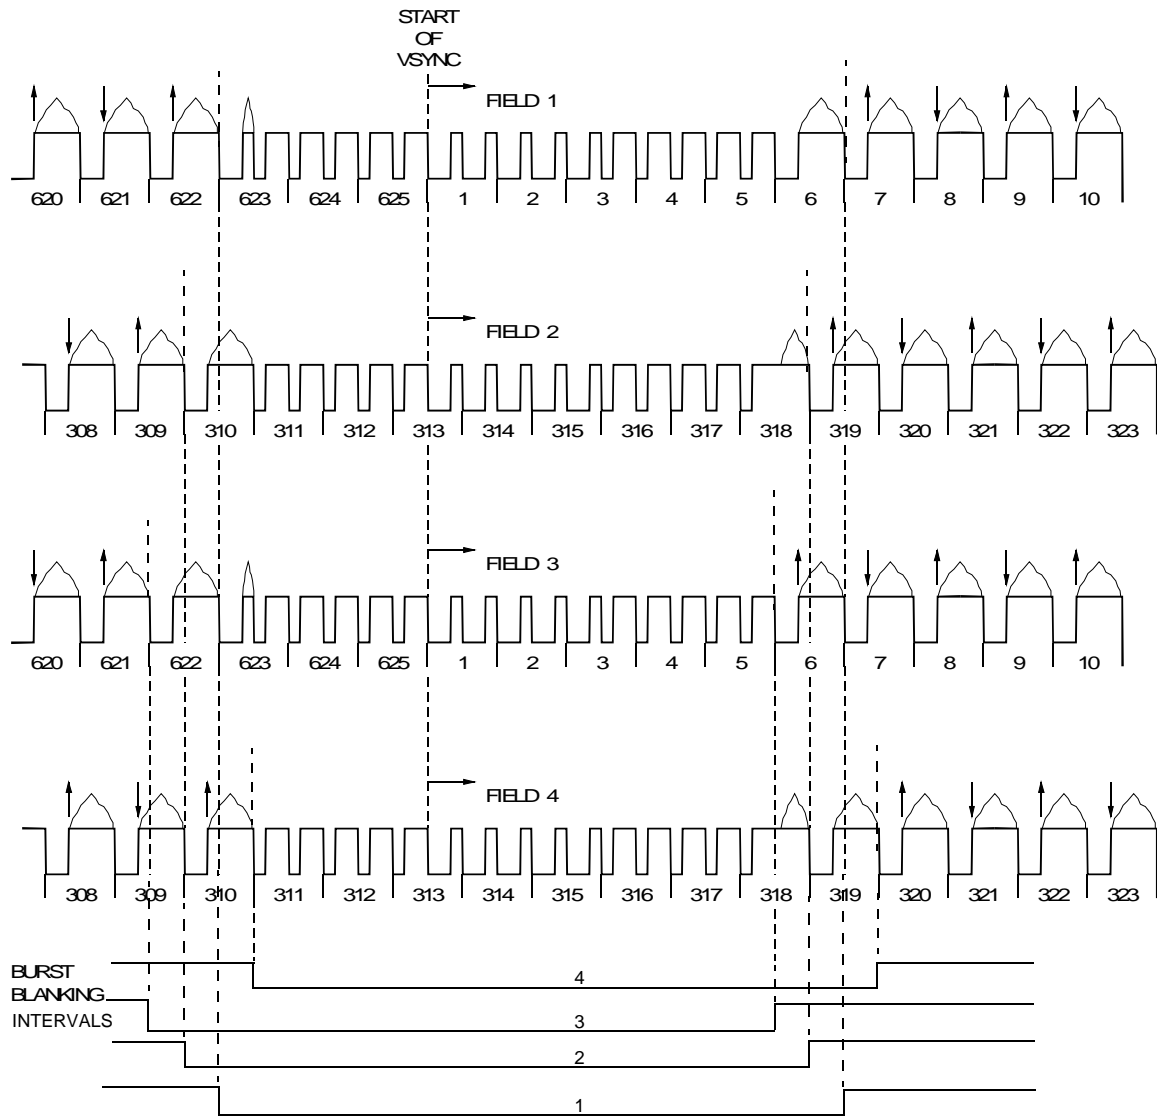 START
OF
VSYNC
FIELD 1
620 621 622 623 624 625 1 2 3 4 5 6 7 8 9 10
FIELD 2
308 309 310 311 312 313 314 315 316 317 318 319 320 321 322 323
FIELD 3
620 621 622 623 624 625 1 2 3 4 5 6 7 8 9 10
FIELD 4
308 309 310 311 312 313 314 315 316 317 318 319 320 321 322 323
BURST
BLANKING
INTERVALS
4
3
2
1